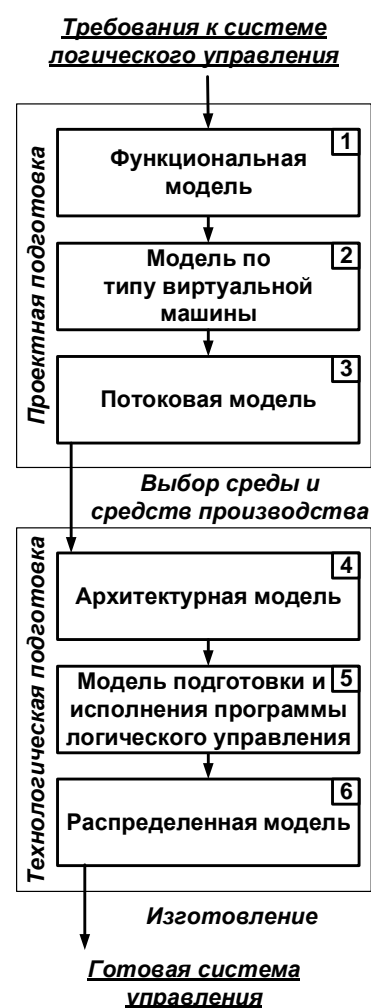 Требования к системе
логического управления
Проектная подготовка
1
Функциональная
модель
2
Модель по
типу виртуальной
машины
3
Потоковая модель
Выбор среды и
средств производства
Технологическая подготовка
4
Архитектурная модель
5
Модель подготовки и
исполнения программы
логического управления
6
Распределенная модель
Изготовление
Готовая система
управления